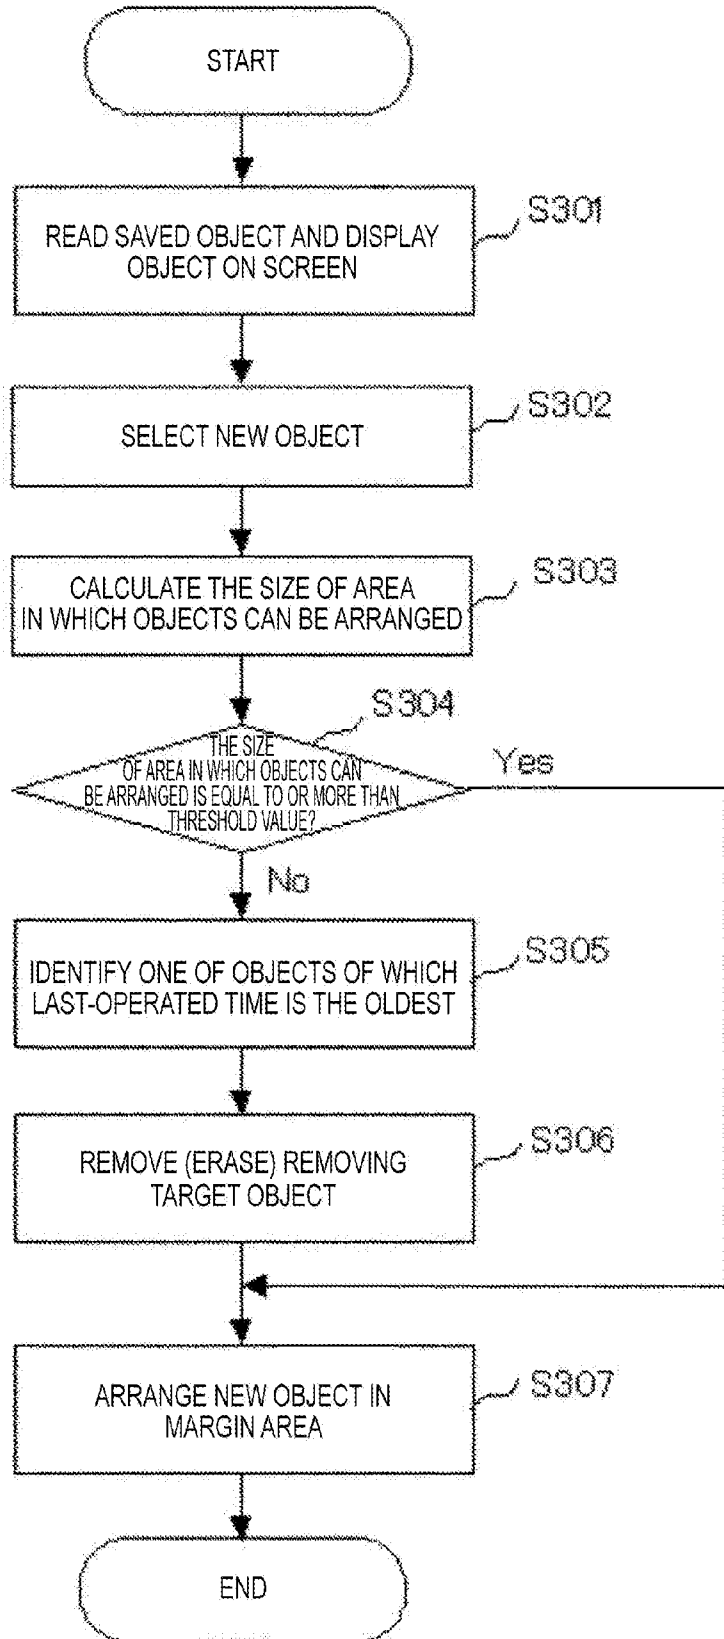 START
READ SAVED OBJECT AND DISPLAY
OBJECT ON SCREEN
S301
SELECT NEW OBJECT
S302
CALCULATE THE SIZE OF AREA
IN WHICH OBJECTS CAN BE ARRANGED
S303
S304
THE SIZE
OF AREA IN WHICH OBJECTS CAN
BE ARRANGED IS EQUAL TO OR MORE THAN
THRESHOLD VALUE?
Yes
No
IDENTIFY ONE OF OBJECTS OF WHICH
LAST-OPERATED TIME IS THE OLDEST
S305
REMOVE (ERASE) REMOVING
TARGET OBJECT
S306
ARRANGE NEW OBJECT IN
MARGIN AREA
S307
END